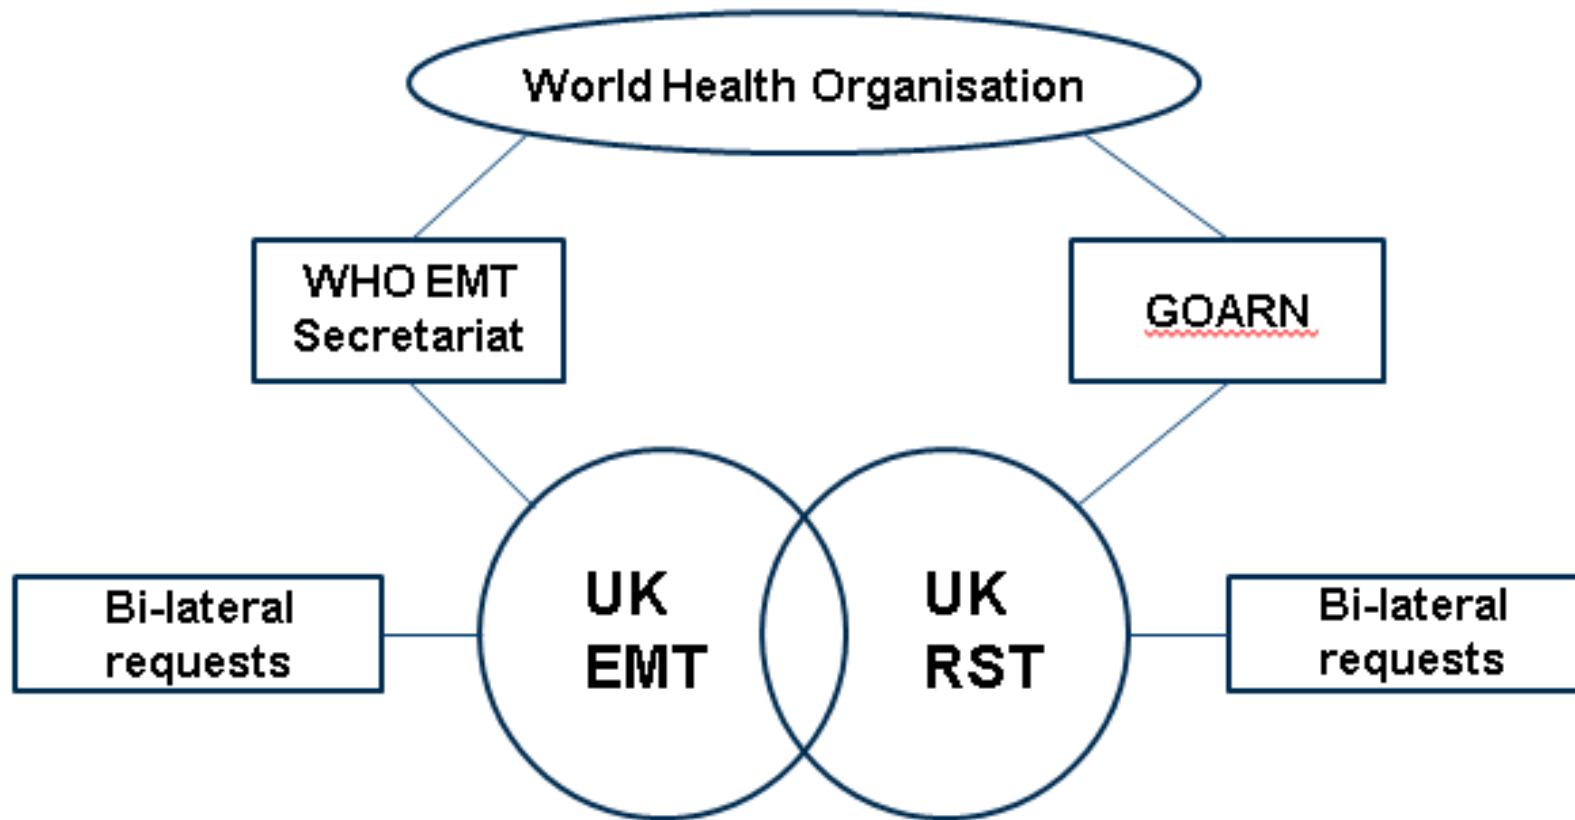 World Health Organisation
WHO EMT
Secretariat
GOARN
UK
EMT
UK
RST
Bi-lateral
requests
Bi-lateral
requests